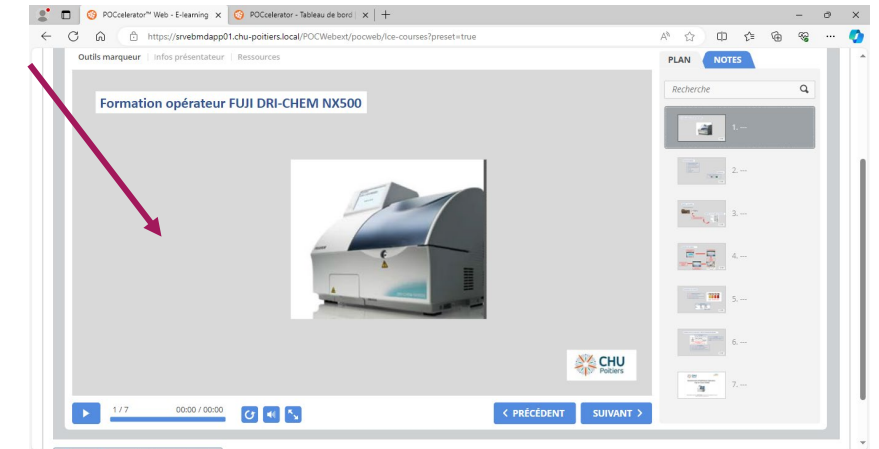 POCcelerator™ Web - E-learning
POCcelerator - Tableau de bord |
https://srvebmdapp01.chu-poitiers.local/POCWebext/pocweb/lce-courses?preset=true
Outils marqueur | Infos présentateur | Ressources
PLAN
NOTES
Recherche
Formation opérateur FUJI DRI-CHEM NX500
1. ---
2. ---
3. ---
4. ---
5. ---
6. ---
7. ---
CHU
Poitiers
1 / 7
00:00 / 00:00
< PRÉCÉDENT
SUIVANT >